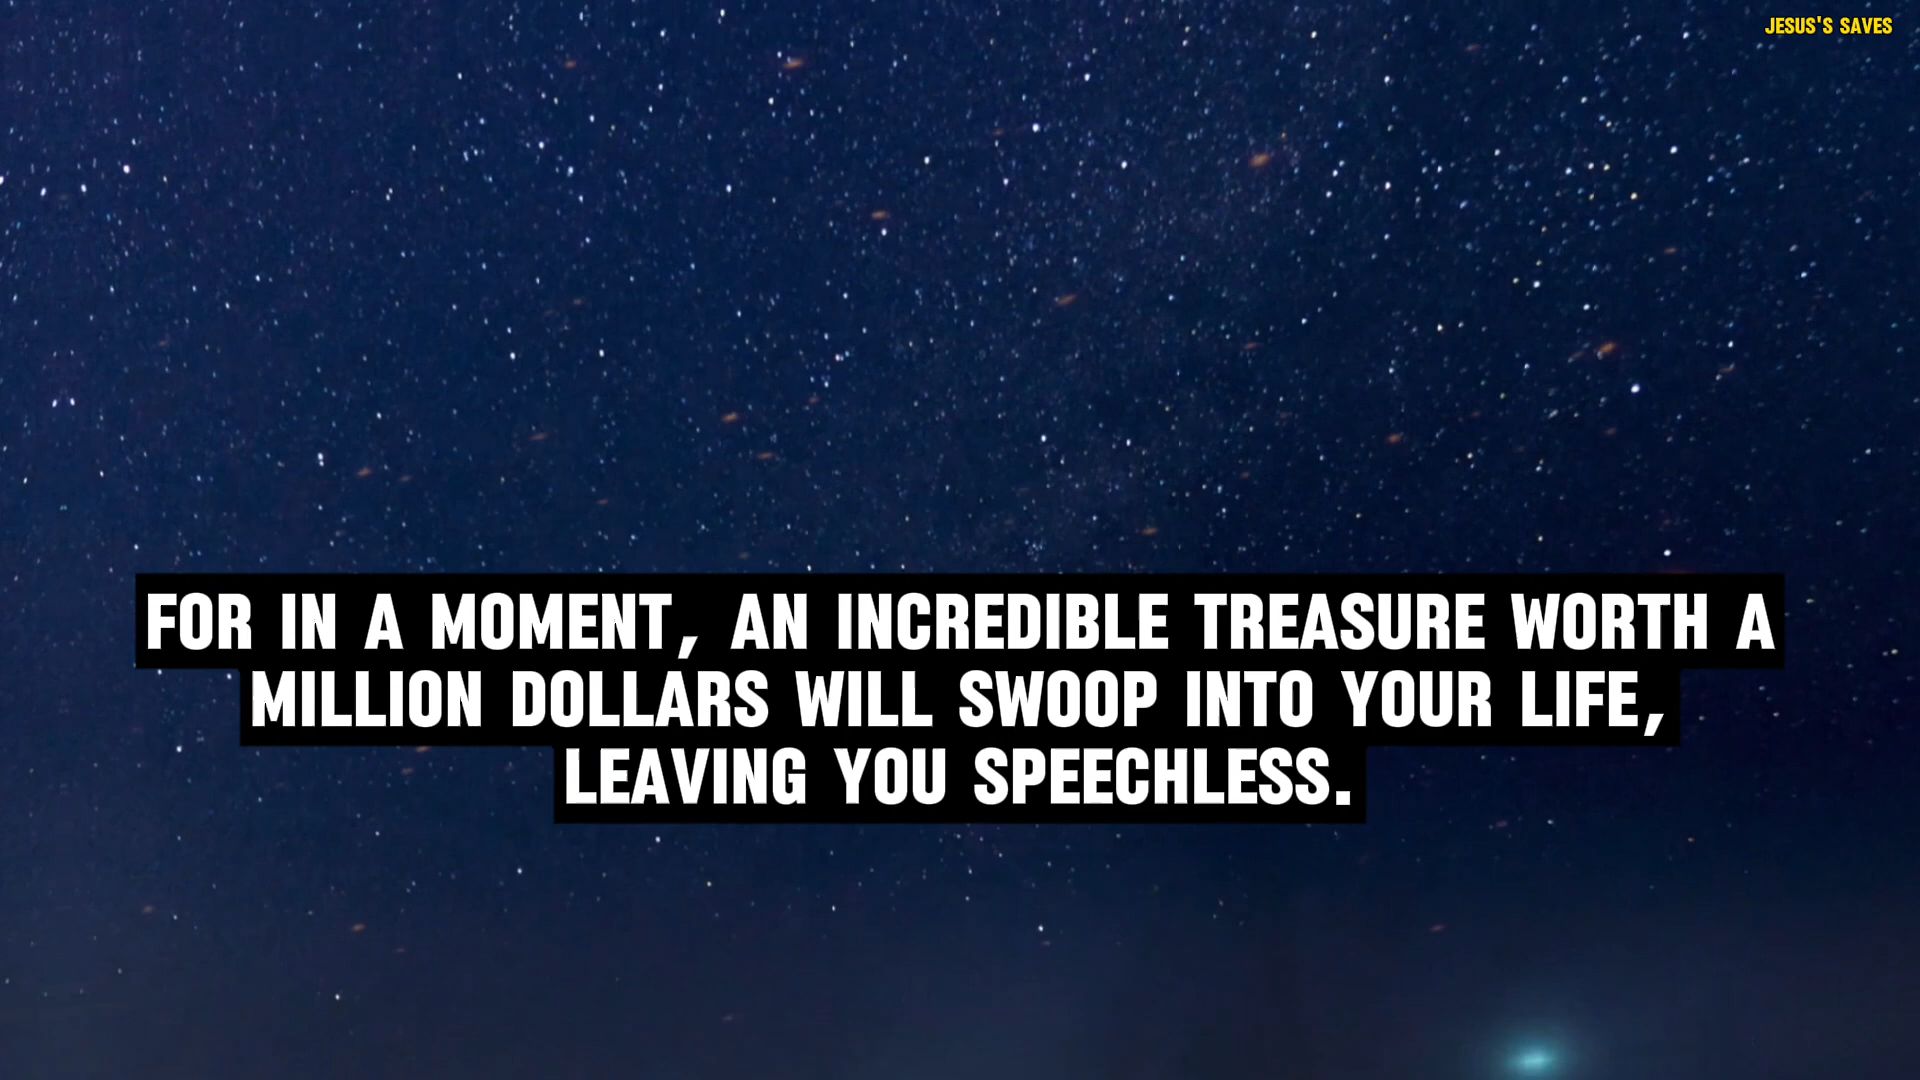 JESUS'S SAVES
FOR IN A MOMENT, AN INCREDIBLE TREASURE WORTH A
MILLION DOLLARS WILL SWOOP INTO YOUR LIFE,
LEAVING YOU SPEECHLESS.